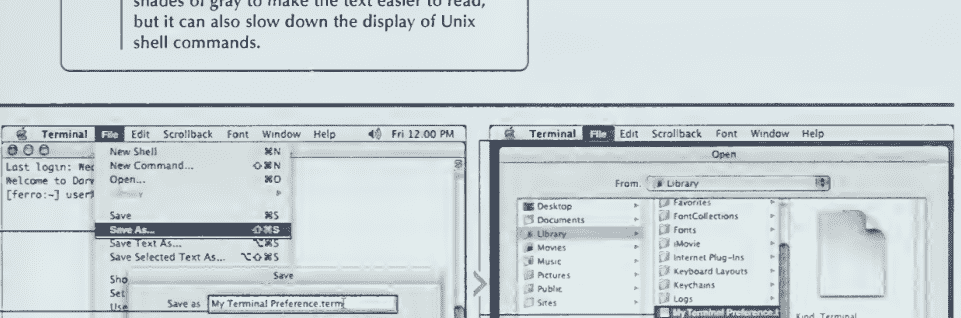 shades of gray to make the text easier to read,
but it can also slow down the display of Unix
shell commands.
Terminal File Edit Scrollback Font Window Help Fri 12:00 PM
New Shell ⌘N
New Command... ⇧⌘N
Open... ⌘O
Library
Save ⌘S
Save As... ⇧⌘S
Save Text As... ⌥⌘S
Save Selected Text As... ⌥⇧⌘S
Sho
Set
Use
Last login: Wed
Welcome to Darw
[ferro:~] user%
Save
Save as My Terminal Preference.term
Terminal File Edit Scrollback Font Window Help
Open
From: Library
Desktop
Documents
Library
Movies
Music
Pictures
Public
Sites
Favorites
FontCollections
Fonts
iMovie
Internet Plug-Ins
Keyboard Layouts
Keychains
Logs
My Terminal Preference.t
Kind Terminal